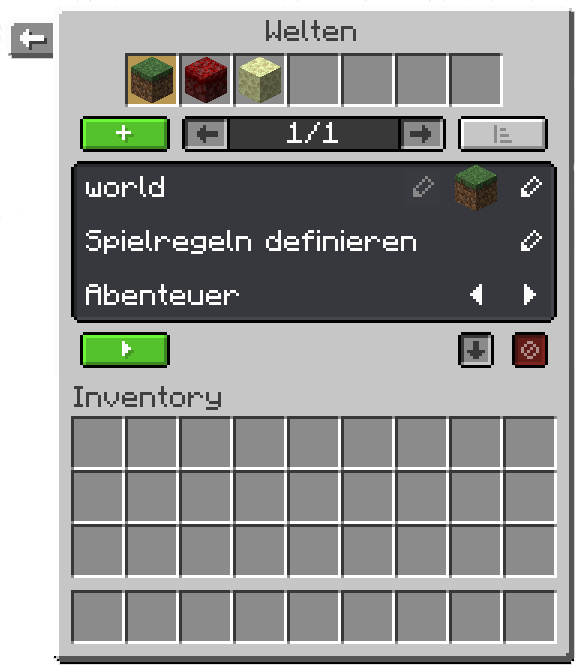 Welten
+
1/1
world
Spielregeln definieren
Abenteuer
Inventory